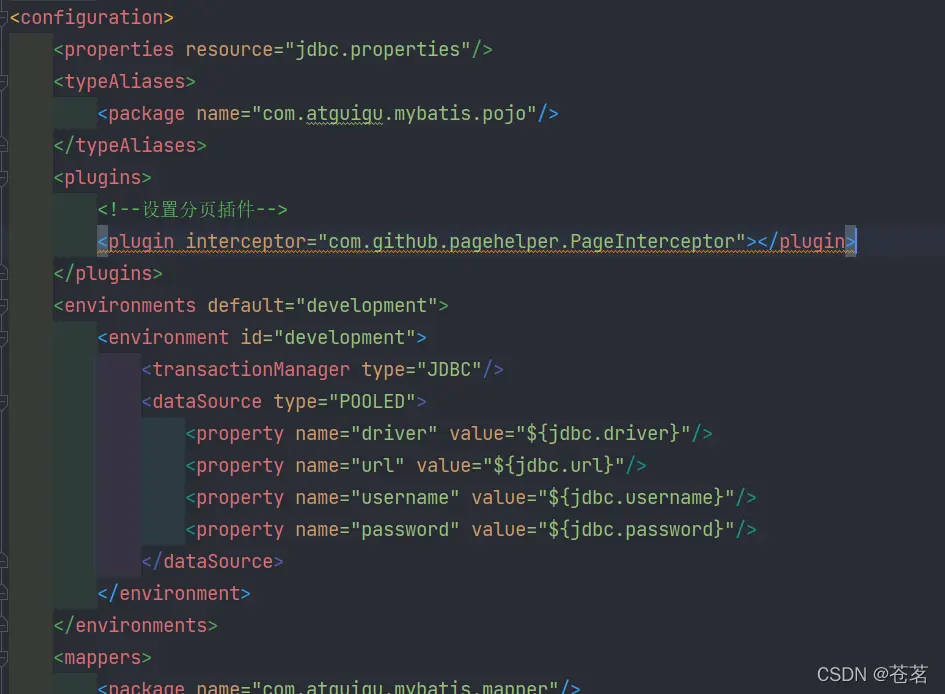 <configuration>
<properties resource="jdbc.properties"/>
<typeAliases>
<package name="com.atguigu.mybatis.pojo"/>
</typeAliases>
<plugins>
<!--设置分页插件-->
<plugin interceptor="com.github.pagehelper.PageInterceptor"></plugin>
</plugins>
<environments default="development">
<environment id="development">
<transactionManager type="JDBC"/>
<dataSource type="POOLED">
<property name="driver" value="${jdbc.driver}"/>
<property name="url" value="${jdbc.url}"/>
<property name="username" value="${jdbc.username}"/>
<property name="password" value="${jdbc.password}"/>
</dataSource>
</environment>
</environments>
<mappers>
<package name="com.atguigu.mybatis.mapper"/>
CSDN @苍茗